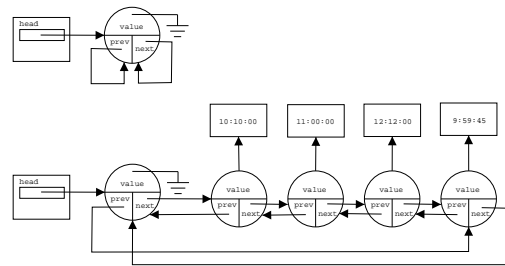 head
value
prev
next
10:10:00
11:00:00
12:12:00
9:59:45
head
value
prev
next
value
prev
next
value
prev
next
value
prev
next
value
prev
next